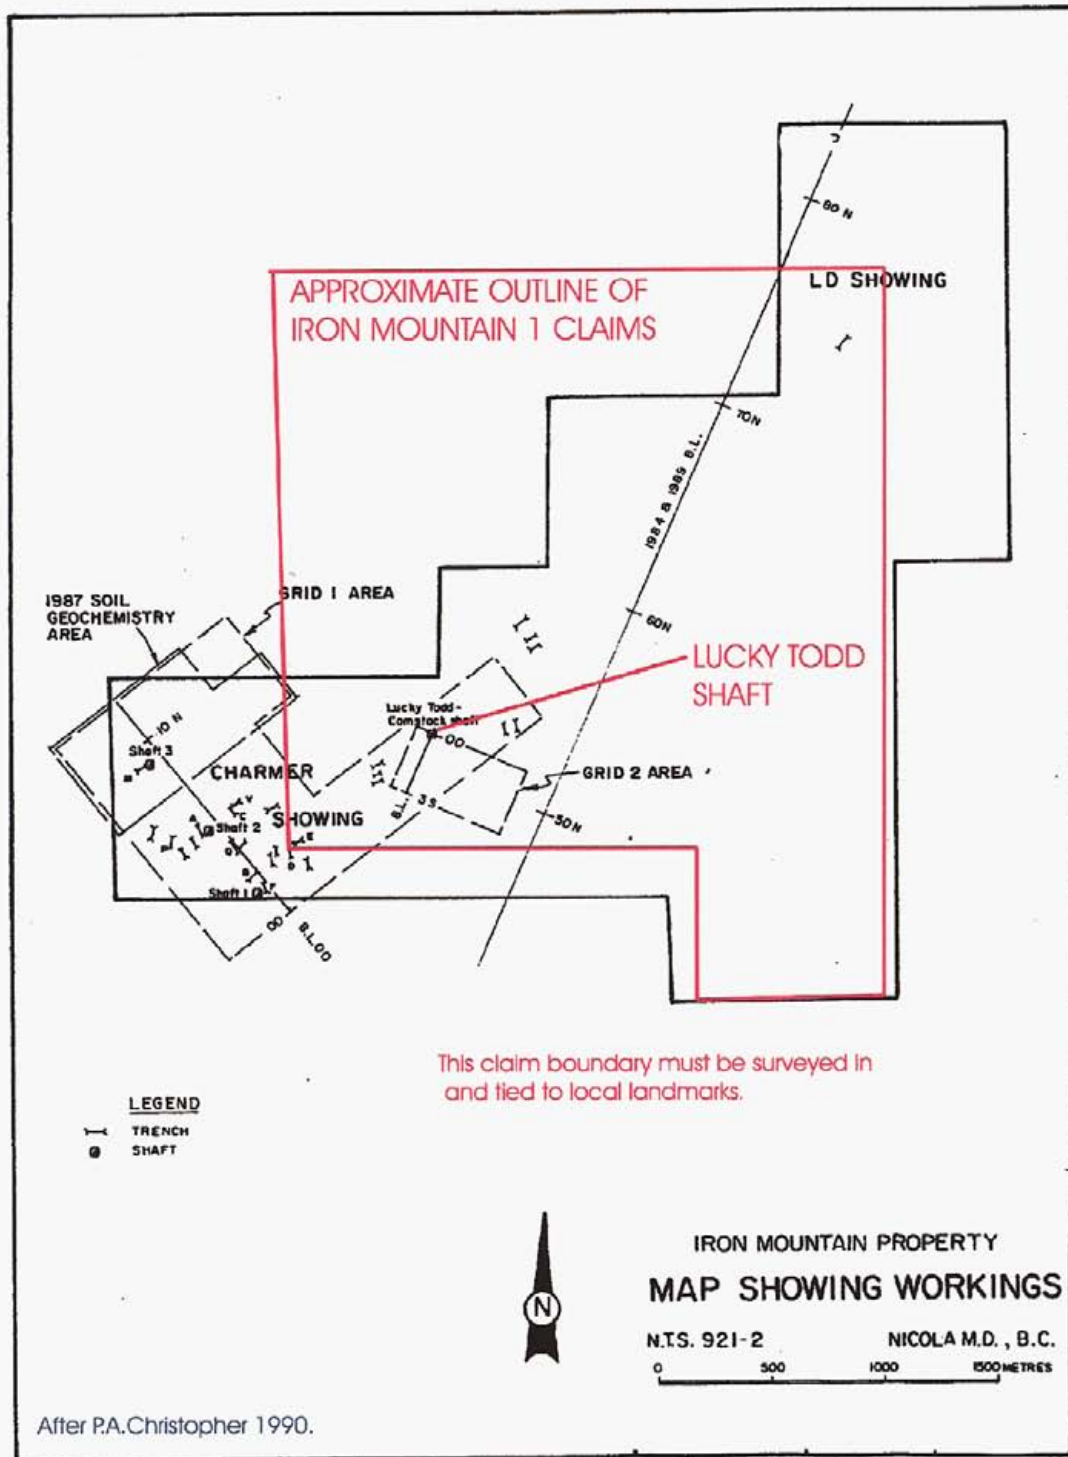 80 N
LD SHOWING
APPROXIMATE OUTLINE OF
IRON MOUNTAIN 1 CLAIMS
70N
1984 & 1989 B.L.
1987 SOIL
GEOCHEMISTRY
AREA
GRID 1 AREA
60N
LUCKY TODD
SHAFT
Lucky Todd-
Comstock shaft
00
10 N
Shaft 3
CHARMER
GRID 2 AREA
B.L.
3 S
50N
SHOWING
Shaft 2
Shaft 1
00
B.L.00
This claim boundary must be surveyed in
and tied to local landmarks.
LEGEND
TRENCH
SHAFT
N
IRON MOUNTAIN PROPERTY
MAP SHOWING WORKINGS
N.T.S. 921-2 NICOLA M.D., B.C.
0 500 1000 1500 METRES
After P.A.Christopher 1990.